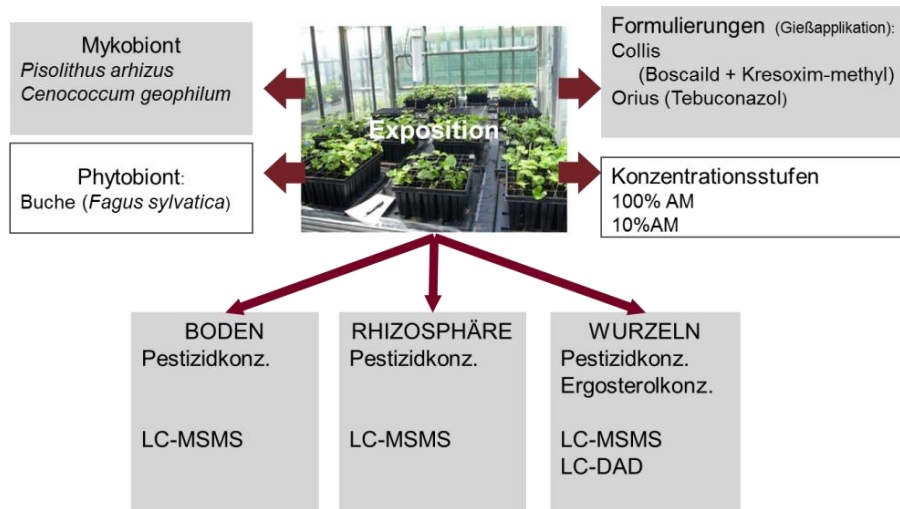 Mykobiont
Pisolithus arhizus
Cenococcum geophilum
Phytobiont:
Buche (Fagus sylvatica)
Exposition
Formulierungen (Gießapplikation):
Collis
(Boscaild + Kresoxim-methyl)
Orius (Tebuconazol)
Konzentrationsstufen
100% AM
10%AM
BODEN
Pestizidkonz.
LC-MSMS
RHIZOSPHÄRE
Pestizidkonz.
LC-MSMS
WURZELN
Pestizidkonz.
Ergosterolkonz.
LC-MSMS
LC-DAD